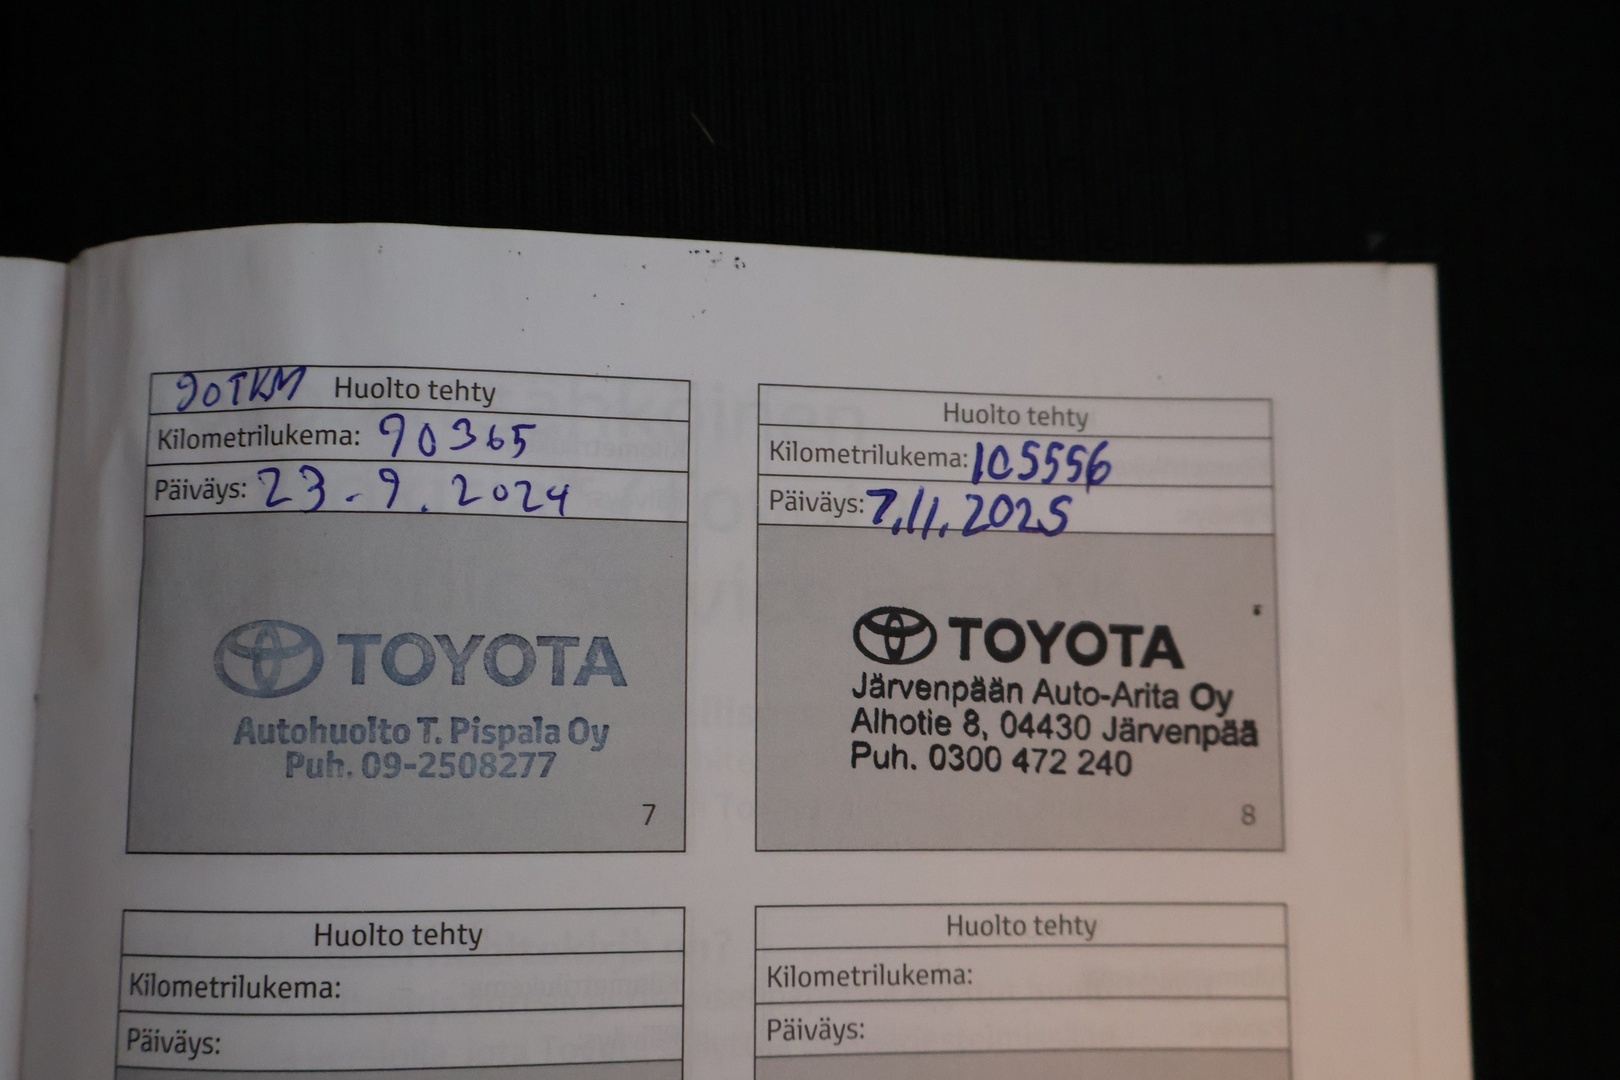 90TKM Huolto tehty
Kilometrilukema: 90365
Päiväys: 23.9.2024
TOYOTA
Autohuolto T. Pispala Oy
Puh. 09-2508277
7
Huolto tehty
Kilometrilukema: 105556
Päiväys: 7.11.2025
TOYOTA
Järvenpään Auto-Arita Oy
Alhotie 8, 04430 Järvenpää
Puh. 0300 472 240
8
Huolto tehty
Kilometrilukema:
Päiväys:
Huolto tehty
Kilometrilukema:
Päiväys: